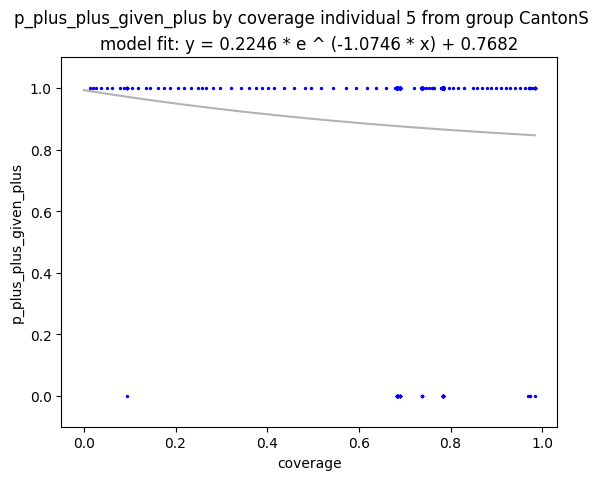 p_plus_plus_given_plus by coverage individual 5 from group CantonS
model fit: y = 0.2246 * e ^ (-1.0746 * x) + 0.7682
p_plus_plus_given_plus
1.0
0.8
0.6
0.4
0.2
0.0
0.0 0.2 0.4 0.6 0.8 1.0
coverage